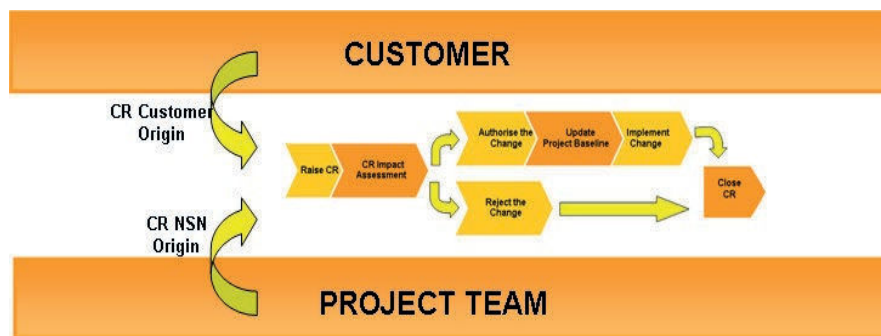 CUSTOMER
CR Customer
Origin
Raise CR
CR Impact
Assessment
Authorise the
Change
Update
Project Baseline
Implement
Change
Reject the
Change
Close
CR
CR NSN
Origin
PROJECT TEAM